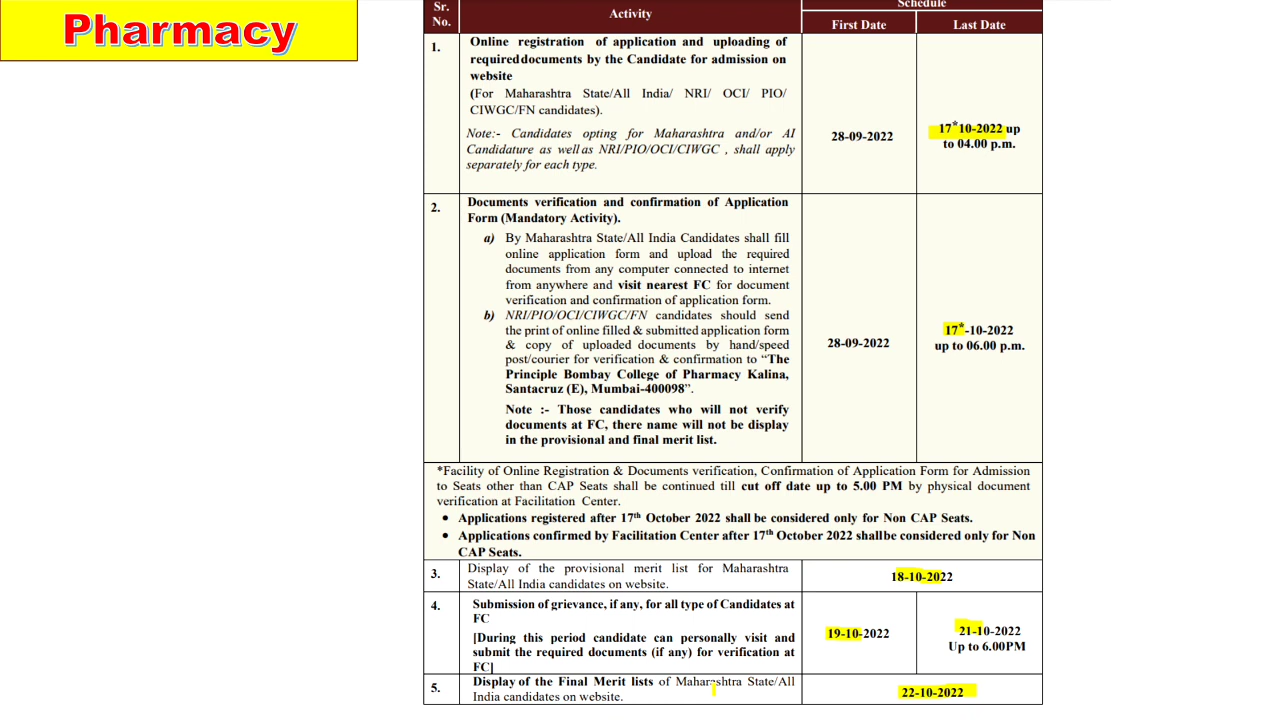 Pharmacy
Sr.
No.
Activity
Schedule
First Date
Last Date
1.
Online registration of application and uploading of
requireddocuments by the Candidate for admission on
website
(For Maharashtra State/All India/ NRI/ OCI/ PIO/
CIWGC/FN candidates).
Note:- Candidates opting for Maharashtra and/or AI
Candidature as well as NRI/PIO/OCI/CIWGC , shall apply
separately for each type.
28-09-2022
17*10-2022 up
to 04.00 p.m.
2.
Documents verification and confirmation of Application
Form (Mandatory Activity).
a) By Maharashtra State/All India Candidates shall fill
online application form and upload the required
documents from any computer connected to internet
from anywhere and visit nearest FC for document
verification and confirmation of application form.
b) NRI/PIO/OCI/CIWGC/FN candidates should send
the print of online filled & submitted application form
& copy of uploaded documents by hand/speed
post/courier for verification & confirmation to “The
Principle Bombay College of Pharmacy Kalina,
Santacruz (E), Mumbai-400098”.
Note :- Those candidates who will not verify
documents at FC, there name will not be display
in the provisional and final merit list.
28-09-2022
17*-10-2022
up to 06.00 p.m.
*Facility of Online Registration & Documents verification, Confirmation of Application Form for Admission
to Seats other than CAP Seats shall be continued till cut off date up to 5.00 PM by physical document
verification at Facilitation Center.
• Applications registered after 17th October 2022 shall be considered only for Non CAP Seats.
• Applications confirmed by Facilitation Center after 17th October 2022 shallbe considered only for Non
CAP Seats.
3.
Display of the provisional merit list for Maharashtra
State/All India candidates on website.
18-10-2022
4.
Submission of grievance, if any, for all type of Candidates at
FC
[During this period candidate can personally visit and
submit the required documents (if any) for verification at
FC]
19-10-2022
21-10-2022
Up to 6.00PM
5.
Display of the Final Merit lists of Maharashtra State/All
India candidates on website.
22-10-2022